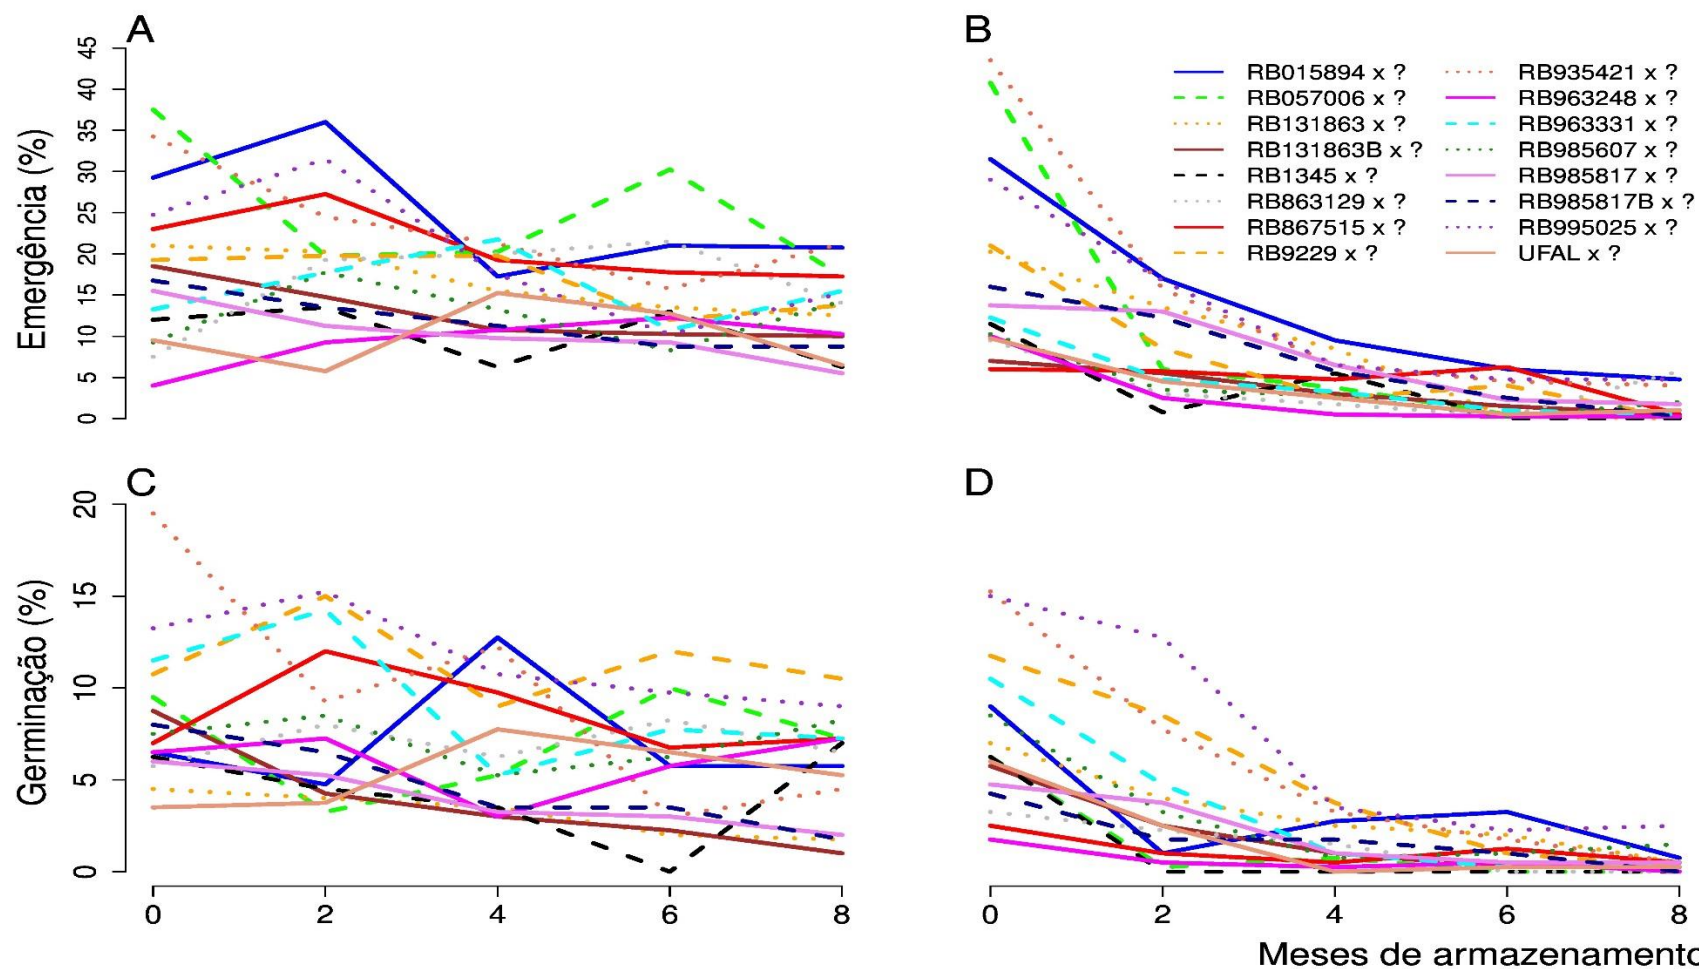 A
B
Emergência (%)
45
40
35
30
25
20
15
10
5
0
RB015894 x ?
RB057006 x ?
RB131863 x ?
RB131863B x ?
RB1345 x ?
RB863129 x ?
RB867515 x ?
RB9229 x ?
RB935421 x ?
RB963248 x ?
RB963331 x ?
RB985607 x ?
RB985817 x ?
RB985817B x ?
RB995025 x ?
UFAL x ?
C
D
Germinação (%)
20
15
10
5
0
0 2 4 6 8
0 2 4 6 8
Meses de armazenamento